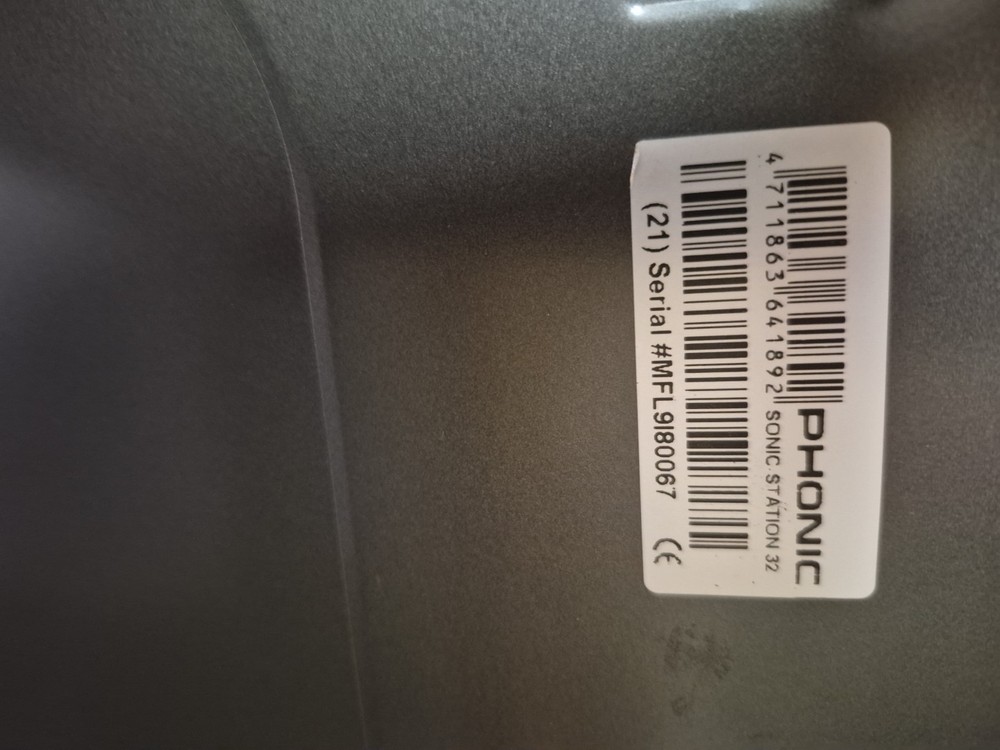 4 711863 641892
PHONIC
SONIC STATION 32
(21) Serial #MFL9I80067
CE